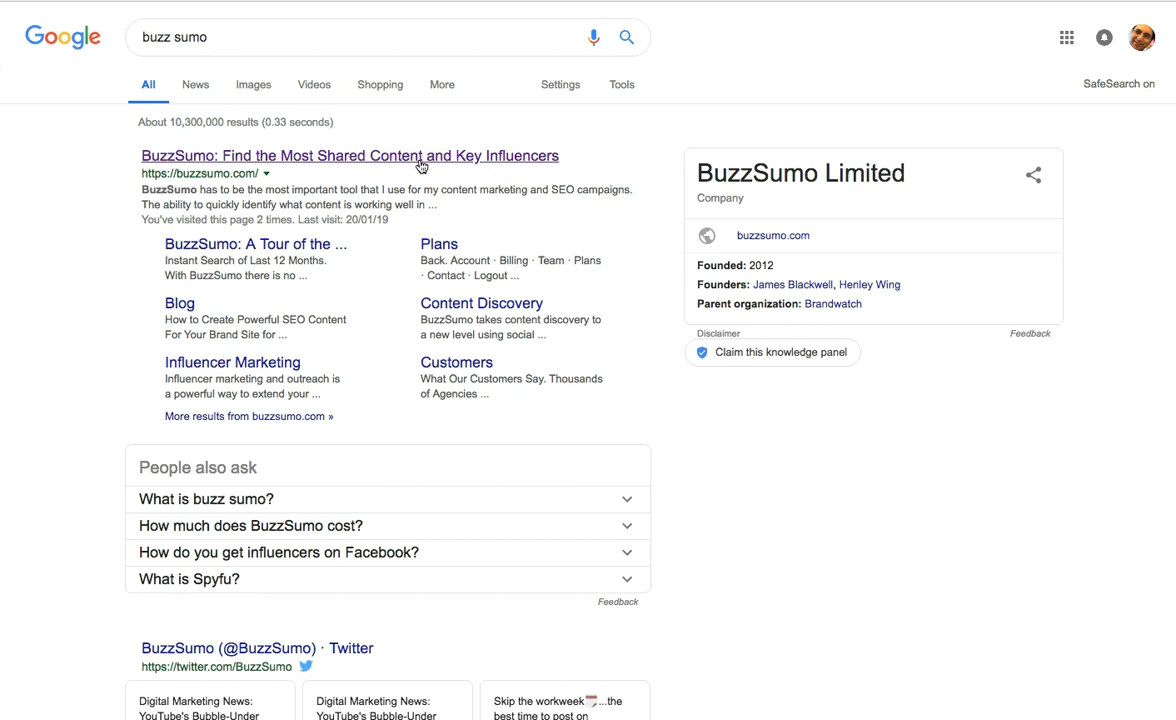 Google
buzz sumo
All News Images Videos Shopping More Settings Tools
SafeSearch on
About 10,300,000 results (0.33 seconds)
BuzzSumo: Find the Most Shared Content and Key Influencers
https://buzzsumo.com/
BuzzSumo has to be the most important tool that I use for my content marketing and SEO campaigns.
The ability to quickly identify what content is working well in ...
You've visited this page 2 times. Last visit: 20/01/19
BuzzSumo: A Tour of the ...
Instant Search of Last 12 Months.
With BuzzSumo there is no ...
Plans
Back. Account · Billing · Team · Plans
· Contact · Logout ...
Blog
How to Create Powerful SEO Content
For Your Brand Site for ...
Content Discovery
BuzzSumo takes content discovery to
a new level using social ...
Influencer Marketing
Influencer marketing and outreach is
a powerful way to extend your ...
Customers
What Our Customers Say. Thousands
of Agencies ...
More results from buzzsumo.com »
People also ask
What is buzz sumo?
How much does BuzzSumo cost?
How do you get influencers on Facebook?
What is Spyfu?
Feedback
BuzzSumo (@BuzzSumo) · Twitter
https://twitter.com/BuzzSumo
Digital Marketing News:
YouTube's Bubble-Under
Digital Marketing News:
YouTube's Bubble-Under
Skip the workweek...the
best time to post on
BuzzSumo Limited
Company
buzzsumo.com
Founded: 2012
Founders: James Blackwell, Henley Wing
Parent organization: Brandwatch
Disclaimer
Feedback
Claim this knowledge panel